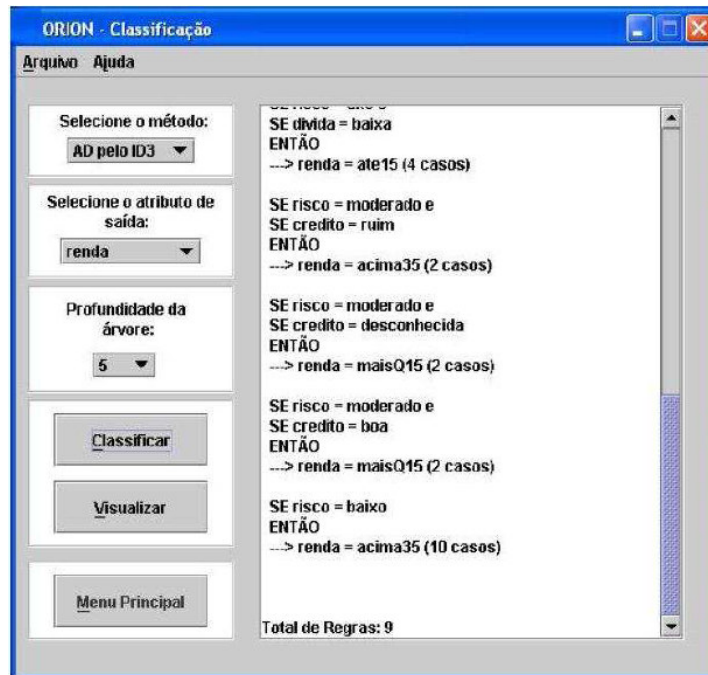 ORION - Classificação
Arquivo Ajuda
Selecione o método:
AD pelo ID3
Selecione o atributo de
saída:
renda
Profundidade da
árvore:
5
Classificar
Visualizar
Menu Principal
SE divida = baixa
ENTÃO
---> renda = ate15 (4 casos)
SE risco = moderado e
SE credito = ruim
ENTÃO
---> renda = acima35 (2 casos)
SE risco = moderado e
SE credito = desconhecida
ENTÃO
---> renda = maisQ15 (2 casos)
SE risco = moderado e
SE credito = boa
ENTÃO
---> renda = maisQ15 (2 casos)
SE risco = baixo
ENTÃO
---> renda = acima35 (10 casos)
Total de Regras: 9